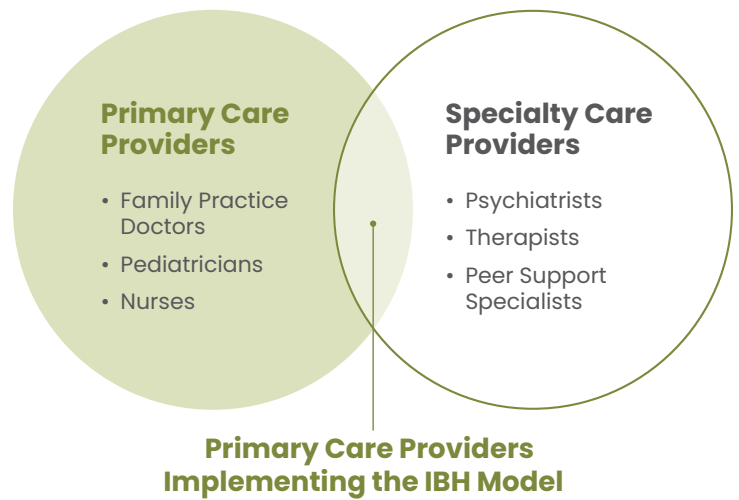 Primary Care
Providers
• Family Practice
Doctors
• Pediatricians
• Nurses
Specialty Care
Providers
• Psychiatrists
• Therapists
• Peer Support
Specialists
Primary Care Providers
Implementing the IBH Model